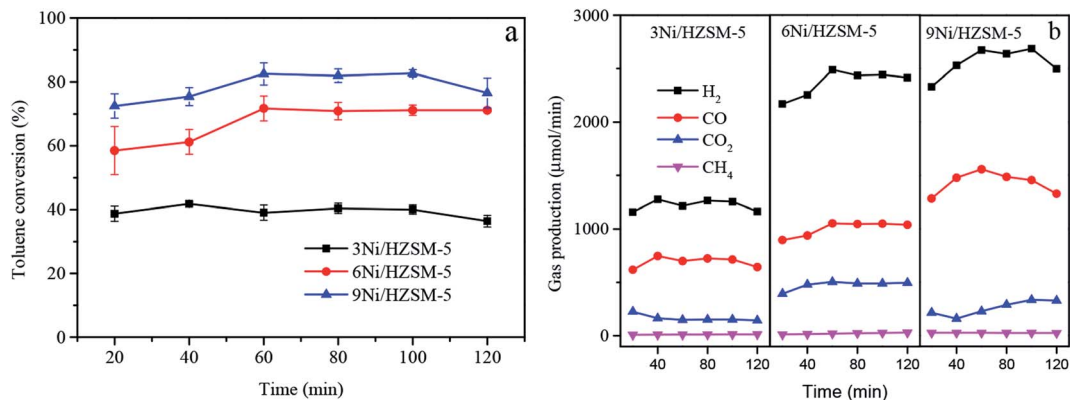 a
100
80
60
40
20
0
Toluene conversion (%)
3Ni/HZSM-5
6Ni/HZSM-5
9Ni/HZSM-5
20 40 60 80 100 120
Time (min)
b
3000
2000
1000
0
Gas production (μmol/min)
3Ni/HZSM-5 6Ni/HZSM-5 9Ni/HZSM-5
H₂
CO
CO₂
CH₄
40 80 120 40 80 120 40 80 120
Time (min)